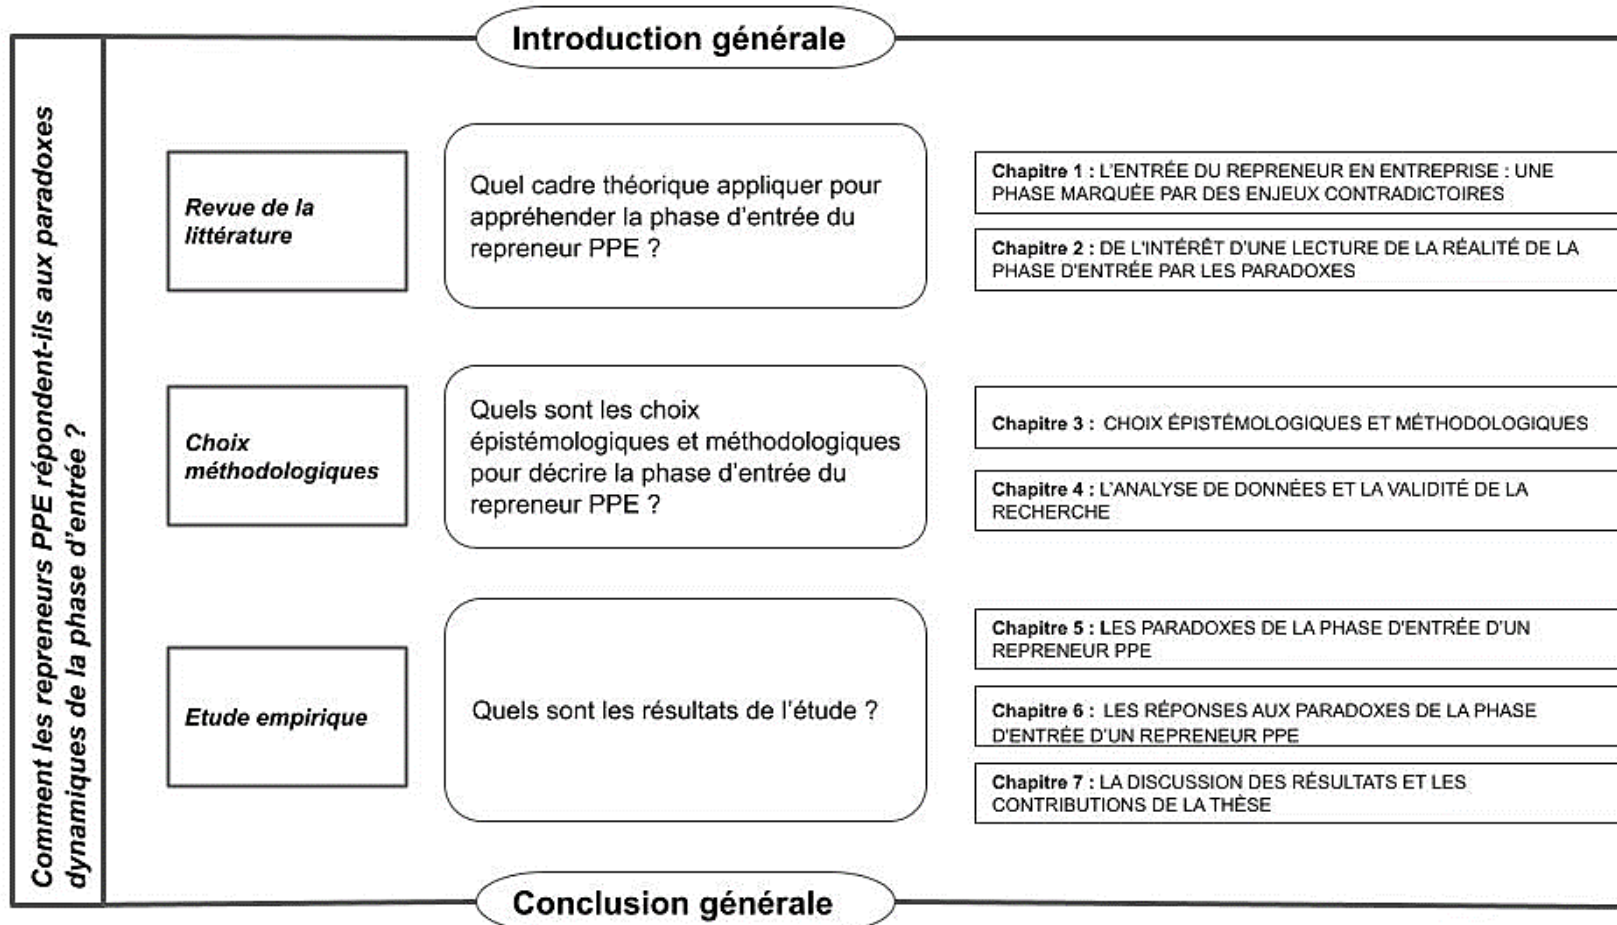 Introduction générale
Comment les repreneurs PPE répondent-ils aux paradoxes
dynamiques de la phase d'entrée ?
Revue de la
littérature
Quel cadre théorique appliquer pour
appréhender la phase d'entrée du
repreneur PPE ?
Chapitre 1 : L'ENTRÉE DU REPRENEUR EN ENTREPRISE : UNE
PHASE MARQUÉE PAR DES ENJEUX CONTRADICTOIRES
Chapitre 2 : DE L'INTÉRÊT D'UNE LECTURE DE LA RÉALITÉ DE LA
PHASE D'ENTRÉE PAR LES PARADOXES
Choix
méthodologiques
Quels sont les choix
épistémologiques et méthodologiques
pour décrire la phase d'entrée du
repreneur PPE ?
Chapitre 3 : CHOIX ÉPISTÉMOLOGIQUES ET MÉTHODOLOGIQUES
Chapitre 4 : L'ANALYSE DE DONNÉES ET LA VALIDITÉ DE LA
RECHERCHE
Etude empirique
Quels sont les résultats de l'étude ?
Chapitre 5 : LES PARADOXES DE LA PHASE D'ENTRÉE D'UN
REPRENEUR PPE
Chapitre 6 : LES RÉPONSES AUX PARADOXES DE LA PHASE
D'ENTRÉE D'UN REPRENEUR PPE
Chapitre 7 : LA DISCUSSION DES RÉSULTATS ET LES
CONTRIBUTIONS DE LA THÈSE
Conclusion générale